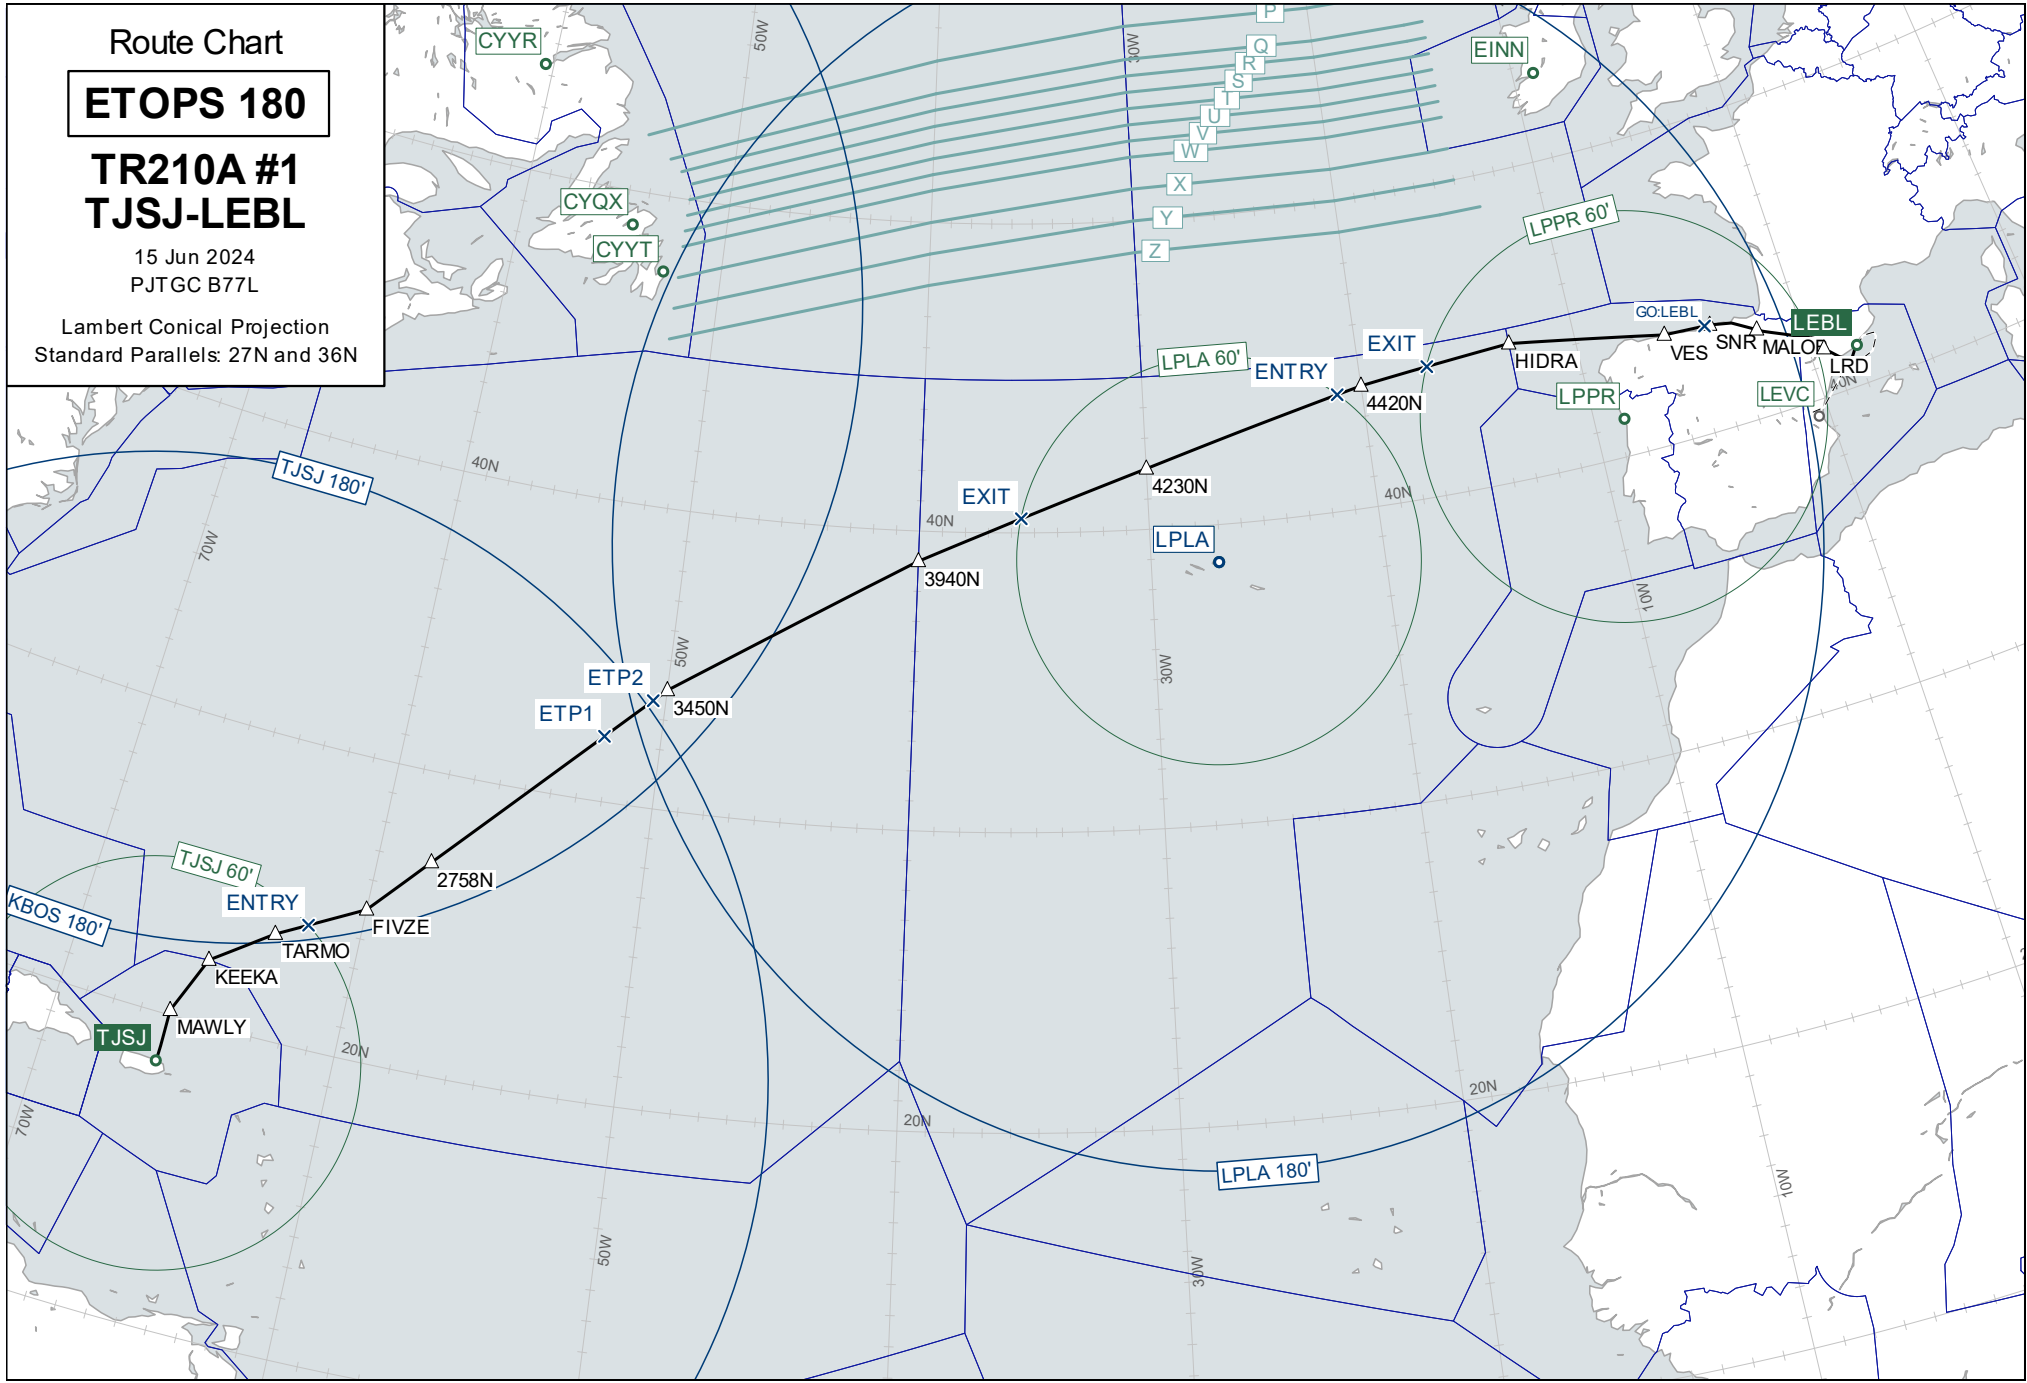 Route Chart
ETOPS 180
TR210A #1
TJSJ-LEBL
15 Jun 2024
PJTGC B77L
Lambert Conical Projection
Standard Parallels: 27N and 36N
CYYR
50W
30W
P
Q
R
S
T
U
V
W
X
Y
Z
EINN
CYQX
CYYT
LPPR 60'
GO:LEBL
LEBL
EXIT
LPLA 60'
ENTRY
HIDRA
VES
SNR
MALOE
LRD
40N
4420N
LPPR
LEVC
TJSJ 180'
40N
4230N
40N
EXIT
40N
LPLA
70W
3940N
10W
50W
30W
ETP2
3450N
ETP1
TJSJ 60'
2758N
ENTRY
KBOS 180'
FIVZE
TARMO
KEEKA
MAWLY
TJSJ
20N
20N
20N
70W
LPLA 180'
10W
50W
30W